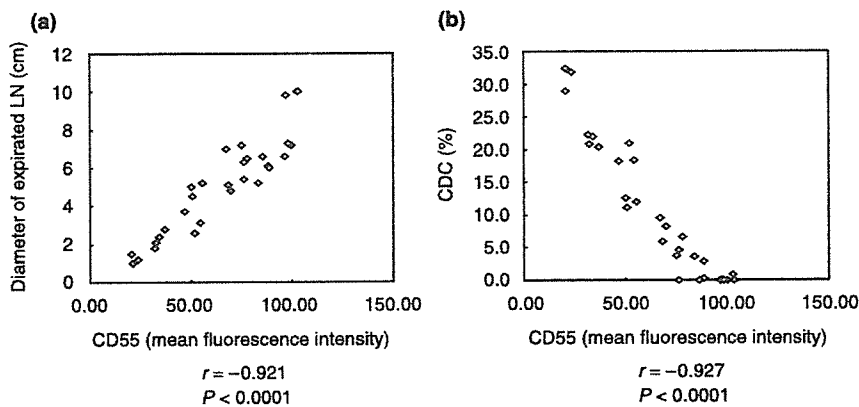 (a)
12
10
8
6
4
2
0
Diameter of expirated LN (cm)
0.00 50.00 100.00 150.00
CD55 (mean fluorescence intensity)
r = −0.921
P < 0.0001
(b)
35.0
30.0
25.0
20.0
15.0
10.0
5.0
0.0
CDC (%)
0.00 50.00 100.00 150.00
CD55 (mean fluorescence intensity)
r = −0.927
P < 0.0001